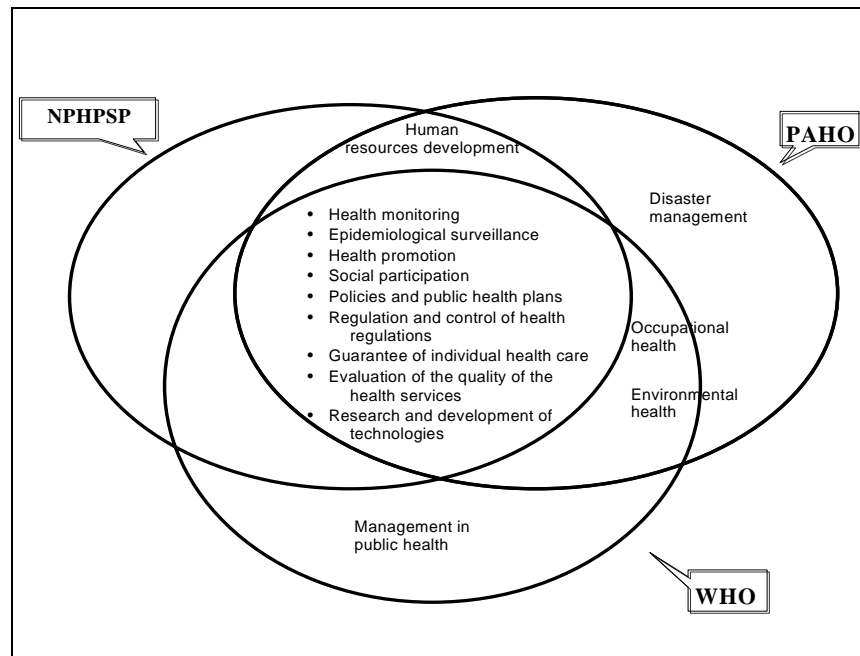 NPHPSP
PAHO
Human
resources development
Disaster
management
• Health monitoring
• Epidemiological surveillance
• Health promotion
• Social participation
• Policies and public health plans
• Regulation and control of health
regulations
• Guarantee of individual health care
• Evaluation of the quality of the
health services
• Research and development of
technologies
Occupational
health
Environmental
health
Management in
public health
WHO